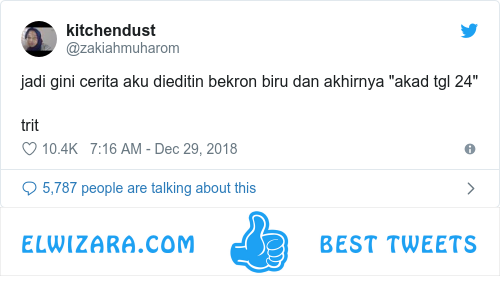 kitchendust
@zakiahmuharom
jadi gini cerita aku dieditin bekron biru dan akhirnya "akad tgl 24"
trit
10.4K 7:16 AM - Dec 29, 2018
5,787 people are talking about this
ELWIZARA.COM BEST TWEETS